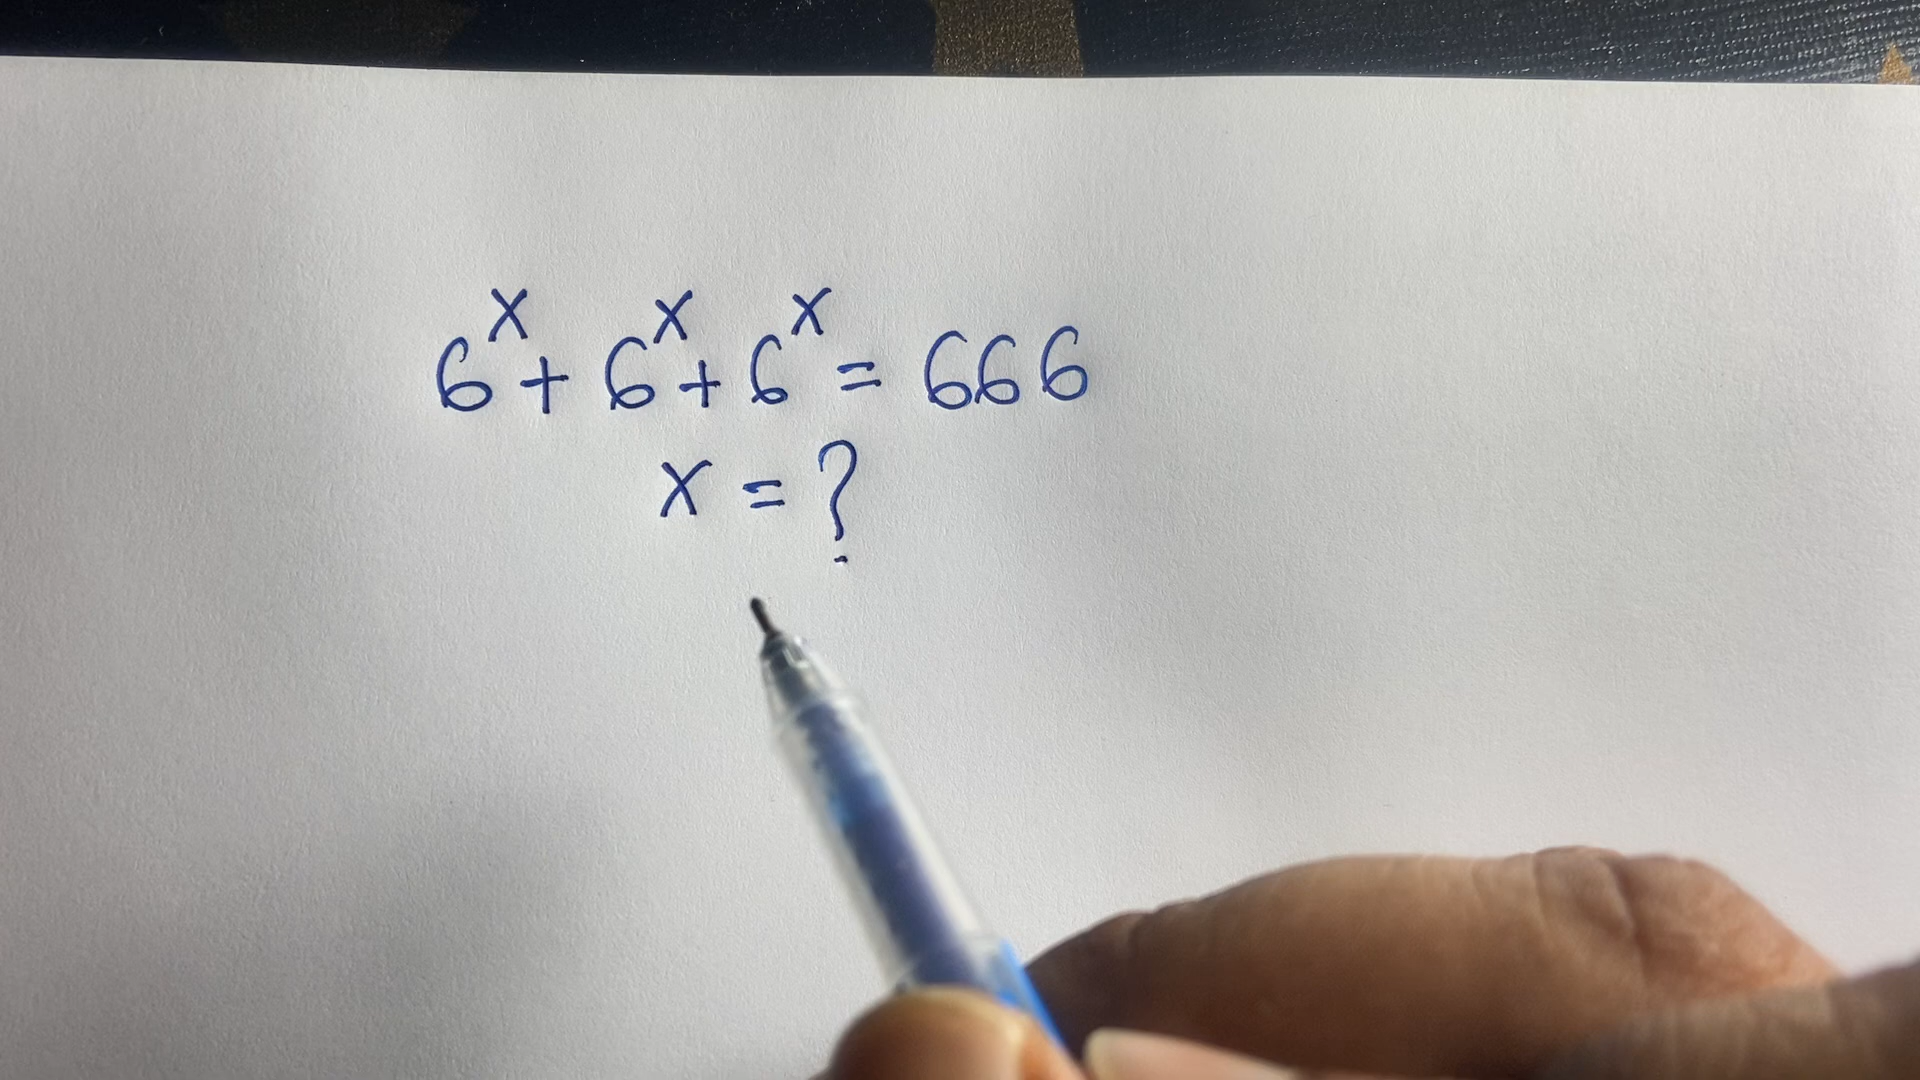 6^x + 6^x + 6^x = 666
x = ?